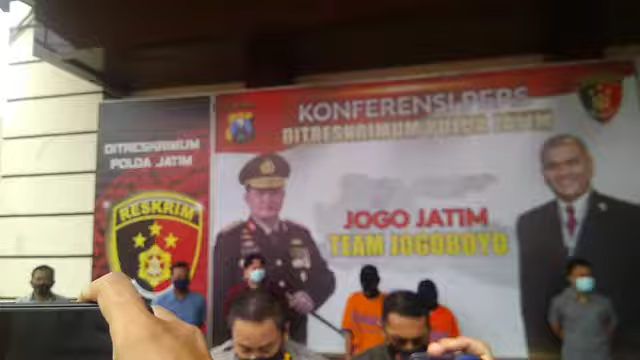 KONFERENSI PERS
DITRESKRIMUM POLDA JATIM
DITRESKRIMUM
POLDA JATIM
RESKRIM
JOGO JATIM
TEAM JOGOBOYO